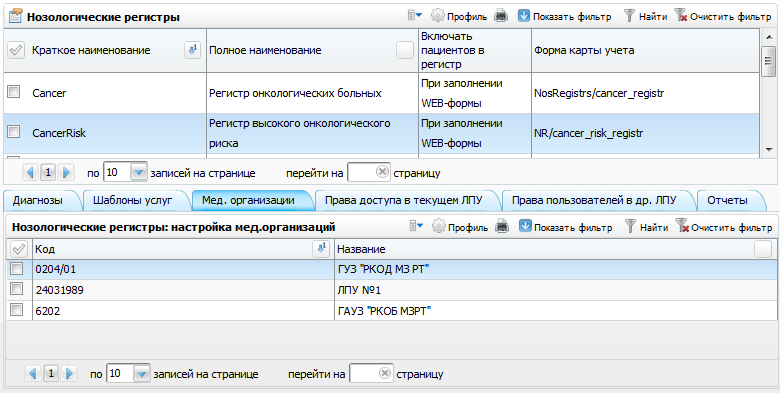 Нозологические регистры
Профиль Показать фильтр Найти Очистить фильтр
Краткое наименование Полное наименование Включать пациентов в регистр Форма карты учета
Cancer Регистр онкологических больных При заполнении WEB-формы NosRegistrs/cancer_registr
CancerRisk Регистр высокого онкологического риска При заполнении WEB-формы NR/cancer_risk_registr
1 по 10 записей на странице перейти на страницу
Диагнозы Шаблоны услуг Мед. организации Права доступа в текущем ЛПУ Права пользователей в др. ЛПУ Отчеты
Нозологические регистры: настройка мед.организаций
Профиль Показать фильтр Найти Очистить фильтр
Код Название
0204/01 ГУЗ "РКОД МЗ РТ"
24031989 ЛПУ №1
6202 ГАУЗ "РКОБ МЗРТ"
1 по 10 записей на странице перейти на страницу